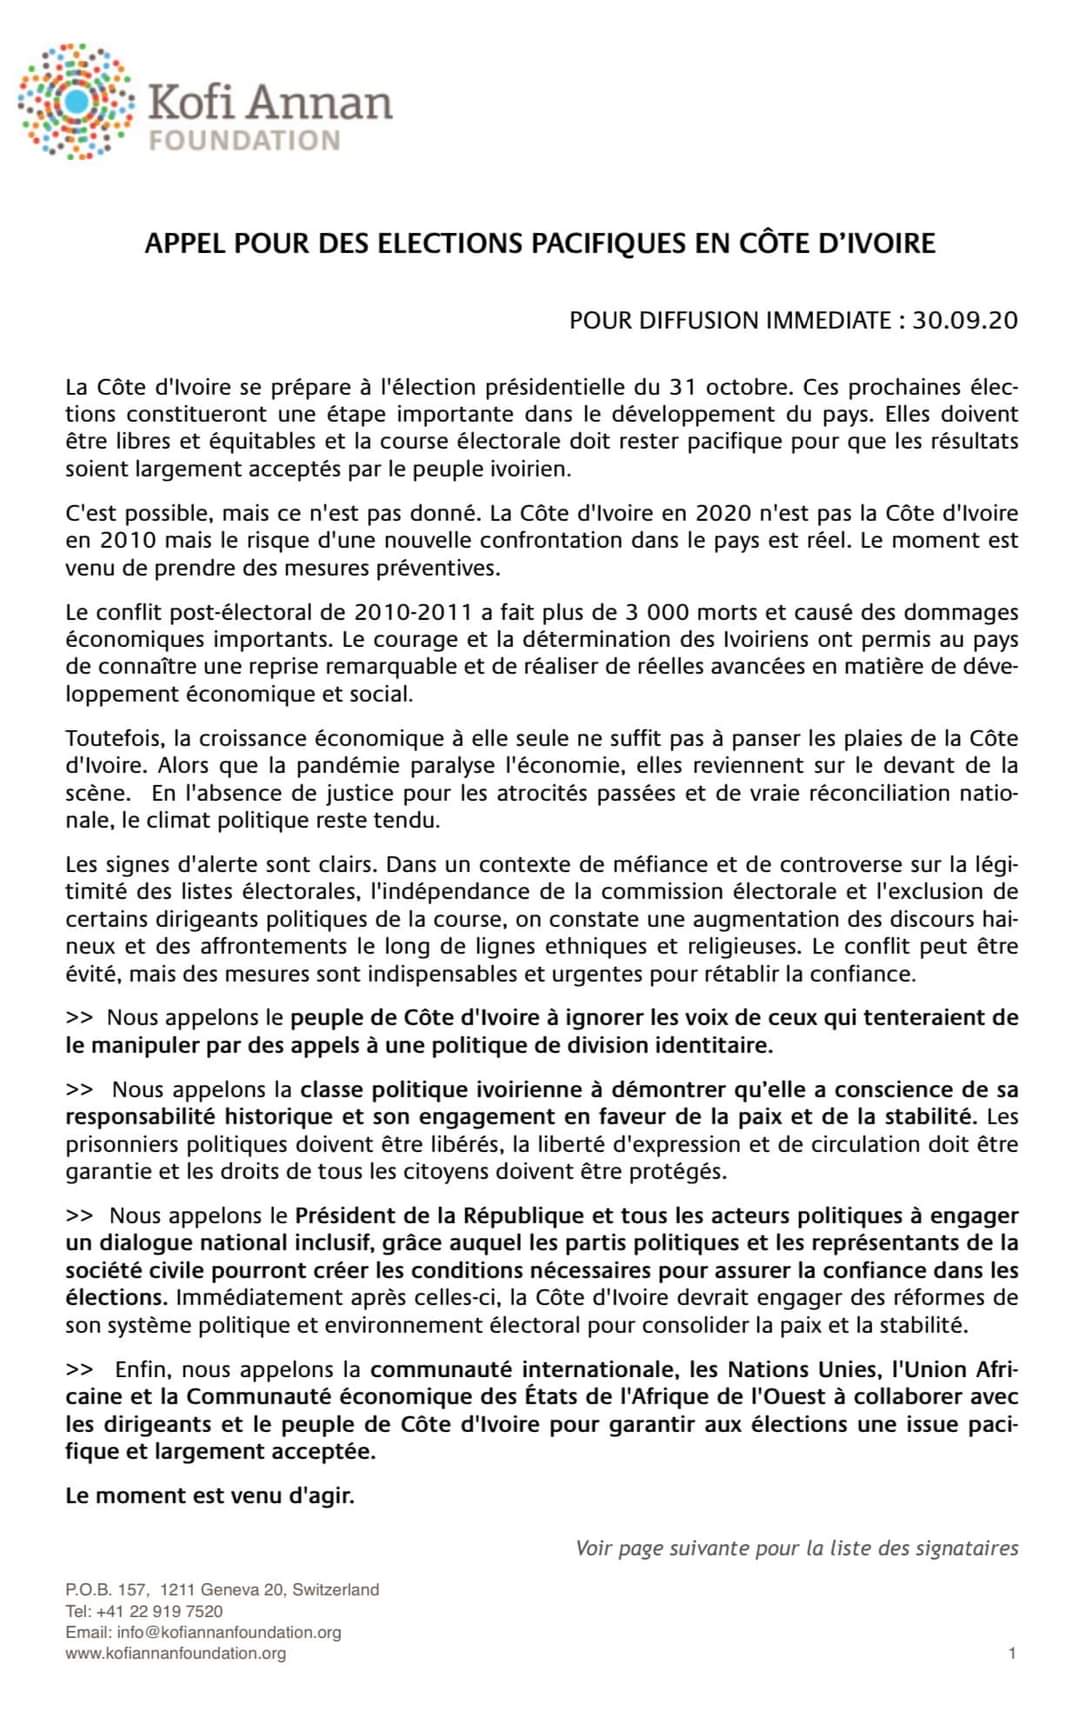 Kofi Annan
FOUNDATION
APPEL POUR DES ELECTIONS PACIFIQUES EN CÔTE D’IVOIRE
POUR DIFFUSION IMMEDIATE : 30.09.20
La Côte d'Ivoire se prépare à l'élection présidentielle du 31 octobre. Ces prochaines élec-
tions constitueront une étape importante dans le développement du pays. Elles doivent
être libres et équitables et la course électorale doit rester pacifique pour que les résultats
soient largement acceptés par le peuple ivoirien.
C'est possible, mais ce n'est pas donné. La Côte d'Ivoire en 2020 n'est pas la Côte d'Ivoire
en 2010 mais le risque d'une nouvelle confrontation dans le pays est réel. Le moment est
venu de prendre des mesures préventives.
Le conflit post-électoral de 2010-2011 a fait plus de 3 000 morts et causé des dommages
économiques importants. Le courage et la détermination des Ivoiriens ont permis au pays
de connaître une reprise remarquable et de réaliser de réelles avancées en matière de déve-
loppement économique et social.
Toutefois, la croissance économique à elle seule ne suffit pas à panser les plaies de la Côte
d'Ivoire. Alors que la pandémie paralyse l'économie, elles reviennent sur le devant de la
scène. En l'absence de justice pour les atrocités passées et de vraie réconciliation natio-
nale, le climat politique reste tendu.
Les signes d'alerte sont clairs. Dans un contexte de méfiance et de controverse sur la légi-
timité des listes électorales, l'indépendance de la commission électorale et l'exclusion de
certains dirigeants politiques de la course, on constate une augmentation des discours hai-
neux et des affrontements le long de lignes ethniques et religieuses. Le conflit peut être
évité, mais des mesures sont indispensables et urgentes pour rétablir la confiance.
>> Nous appelons le peuple de Côte d'Ivoire à ignorer les voix de ceux qui tenteraient de
le manipuler par des appels à une politique de division identitaire.
>> Nous appelons la classe politique ivoirienne à démontrer qu’elle a conscience de sa
responsabilité historique et son engagement en faveur de la paix et de la stabilité. Les
prisonniers politiques doivent être libérés, la liberté d'expression et de circulation doit être
garantie et les droits de tous les citoyens doivent être protégés.
>> Nous appelons le Président de la République et tous les acteurs politiques à engager
un dialogue national inclusif, grâce auquel les partis politiques et les représentants de la
société civile pourront créer les conditions nécessaires pour assurer la confiance dans les
élections. Immédiatement après celles-ci, la Côte d'Ivoire devrait engager des réformes de
son système politique et environnement électoral pour consolider la paix et la stabilité.
>> Enfin, nous appelons la communauté internationale, les Nations Unies, l'Union Afri-
caine et la Communauté économique des États de l'Afrique de l'Ouest à collaborer avec
les dirigeants et le peuple de Côte d'Ivoire pour garantir aux élections une issue paci-
fique et largement acceptée.
Le moment est venu d'agir.
Voir page suivante pour la liste des signataires
P.O.B. 157, 1211 Geneva 20, Switzerland
Tel: +41 22 919 7520
Email: info@kofiannanfoundation.org
www.kofiannanfoundation.org
1